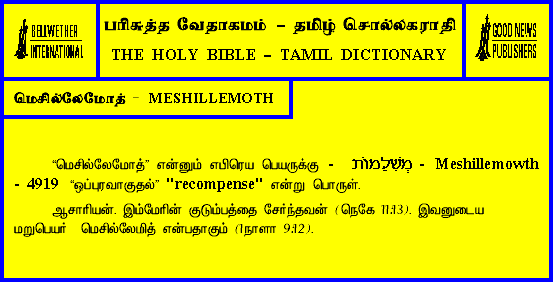 BELLWETHER
INTERNATIONAL
பரிசுத்த வேதாகமம் - தமிழ் சொல்லகராதி
THE HOLY BIBLE – TAMIL DICTIONARY
GOOD NEWS
PUBLISHERS
மெசில்லேமோத் - MESHILLEMOTH
“மெசில்லேமோத்” என்னும் எபிரெய பெயருக்கு - מְשִׁלֵּמוֹת - Meshillemowth
- 4919 “ஒப்புரவாகுதல்” "recompense" என்று பொருள்.
ஆசாரியன். இம்மேரின் குடும்பத்தை சேர்ந்தவன் (நெகே 11:13). இவனுடைய
மறுபெயர் மெசில்லேமித் என்பதாகும் (1நாளா 9:12).